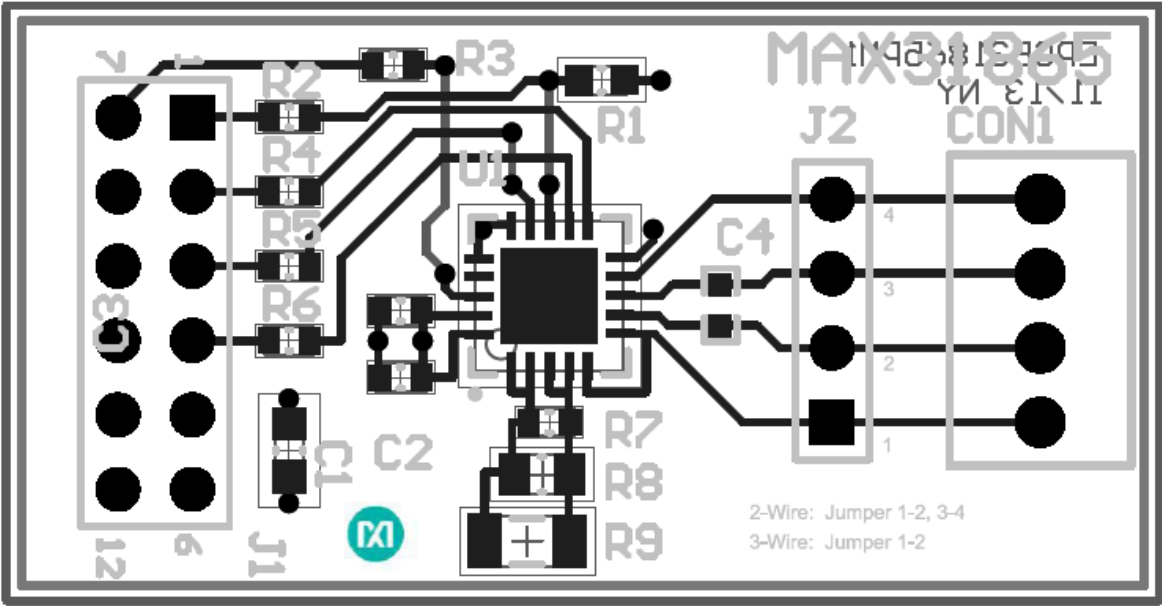 MAX31865
11/13 NY
7
1
R3
R2
R1
J2
CON1
R4
U1
4
R5
C4
3
C3
R6
2
R7
1
C1
C2
R8
2-Wire: Jumper 1-2, 3-4
R9
3-Wire: Jumper 1-2
12
6
J1